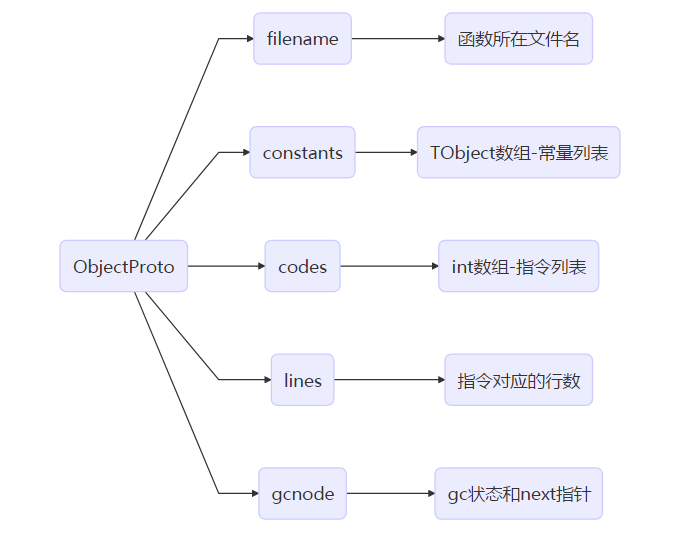 filename
函数所在文件名
constants
TObject数组-常量列表
ObjectProto
codes
int数组-指令列表
lines
指令对应的行数
gcnode
gc状态和next指针